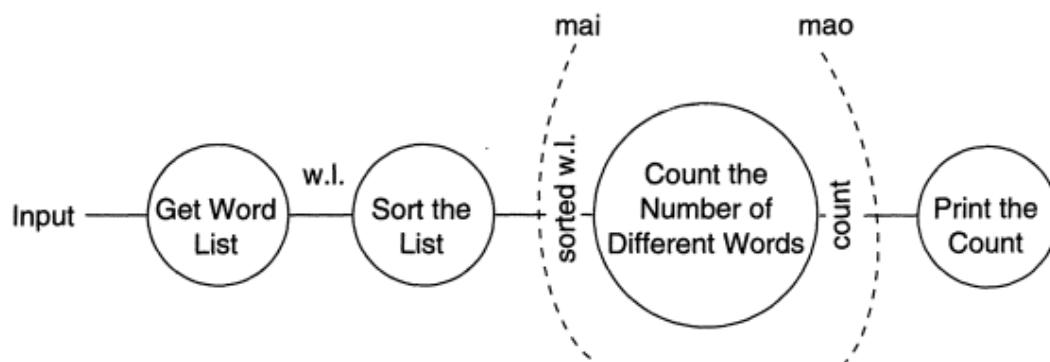 mai
mao
Input
Get Word
List
w.l.
Sort the
List
sorted w.l.
Count the
Number of
Different Words
count
Print the
Count